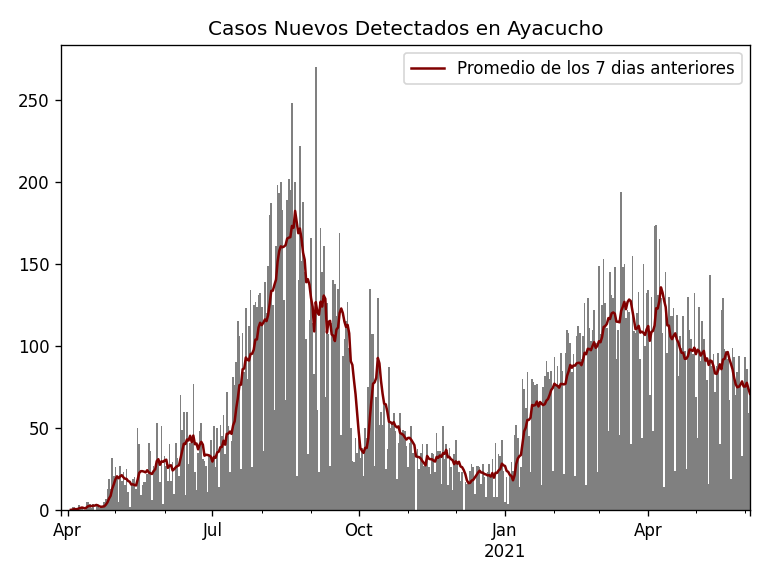 Casos Nuevos Detectados en Ayacucho
Promedio de los 7 dias anteriores
250
200
150
100
50
0
Apr
Jul
Oct
Jan
2021
Apr